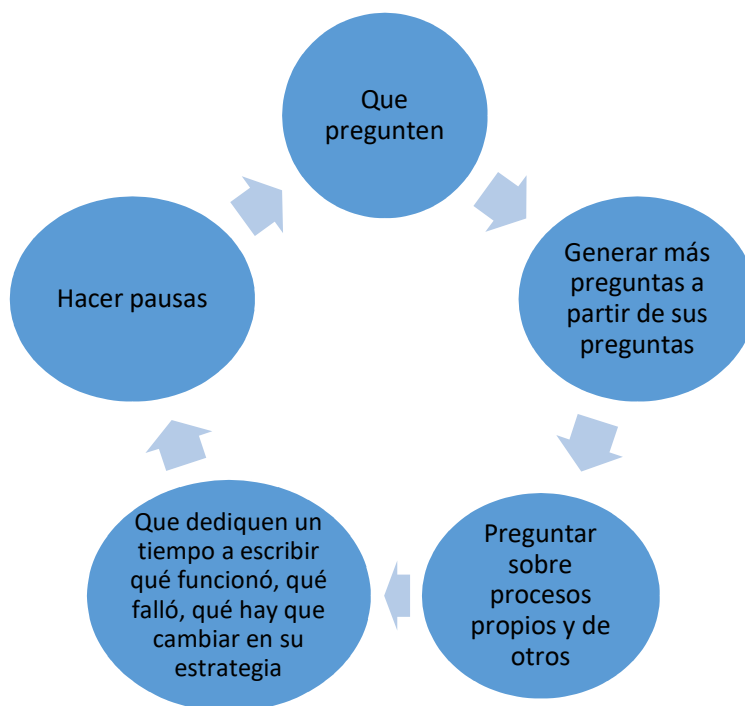 Que
pregunten
Generar más
preguntas a
partir de sus
preguntas
Preguntar
sobre
procesos
propios y de
otros
Que dediquen un
tiempo a escribir
qué funcionó, qué
falló, qué hay que
cambiar en su
estrategia
Hacer pausas